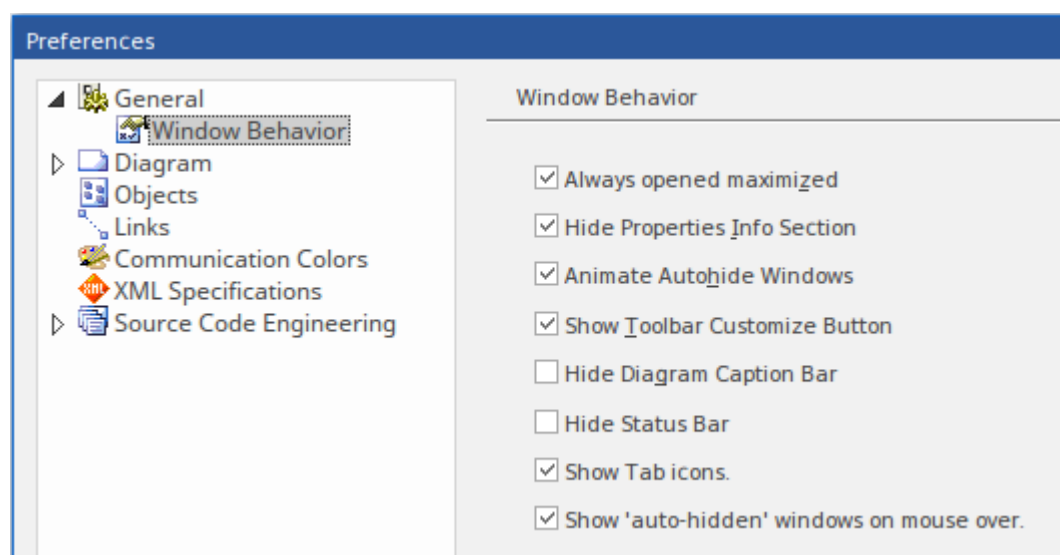 Preferences
General
Window Behavior
Diagram
Objects
Links
Communication Colors
XML Specifications
Source Code Engineering
Window Behavior
Always opened maximized
Hide Properties Info Section
Animate Autohide Windows
Show Toolbar Customize Button
Hide Diagram Caption Bar
Hide Status Bar
Show Tab icons.
Show 'auto-hidden' windows on mouse over.